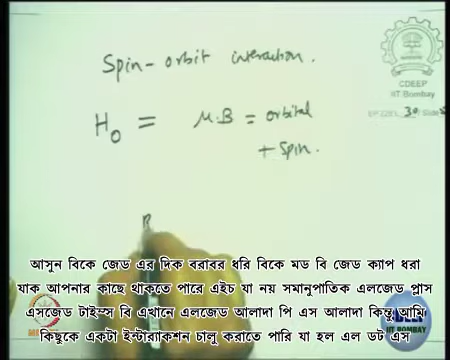 Spin-orbit interaction.
CDEEP
IIT Bombay
H₀ = μ.B = orbital
+ Spin.
আসুন বিকে জেড এর দিক বরাবর ধরি বিকে মড বি জেড ক্যাপ ধরা
যাক আপনার কাছে থাকতে পারে এইচ যা নয় সমানুপাতিক এলজেড প্লাস
এসজেড টাইম্স বি এখানে এলজেড আলাদা পি এস আলাদা কিন্তু আমি
কিছুকে একটা ইন্টার‍্যাকশন চালু করাতে পারি যা হল এল ডট এস
IIT BOMBAY